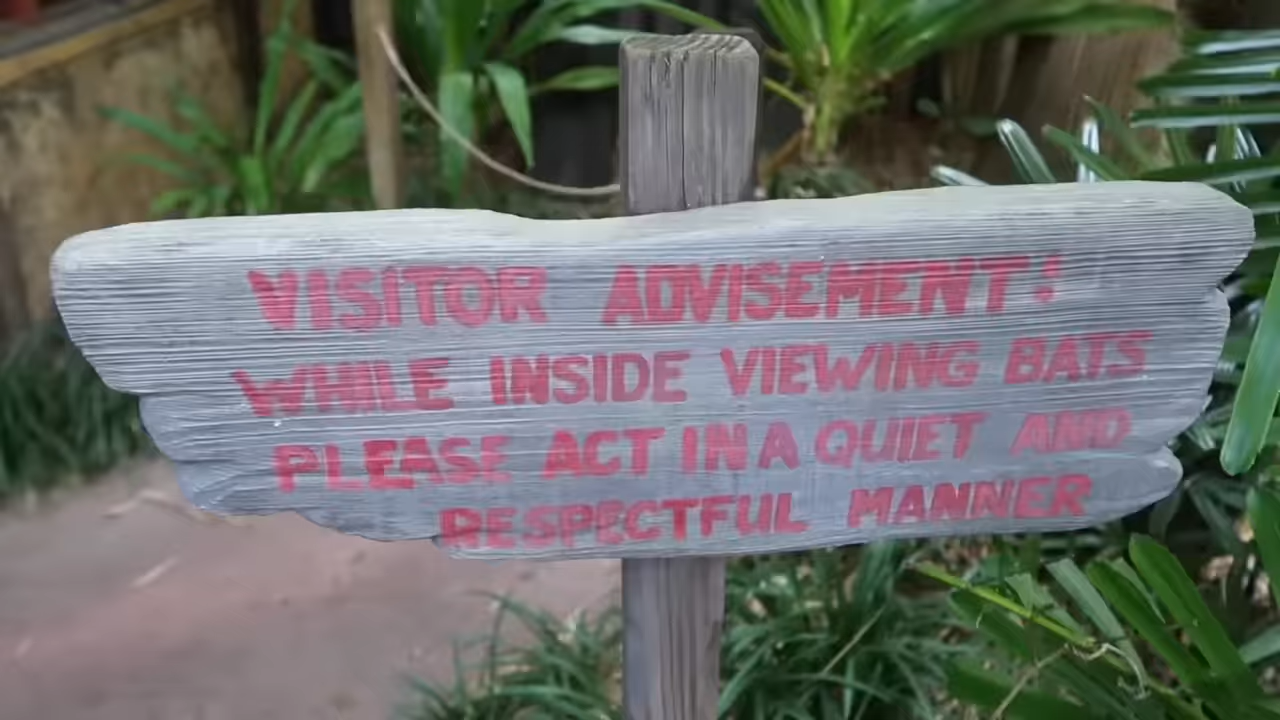 VISITOR ADVISEMENT!
WHILE INSIDE VIEWING BATS
PLEASE ACT IN A QUIET AND
RESPECTFUL MANNER